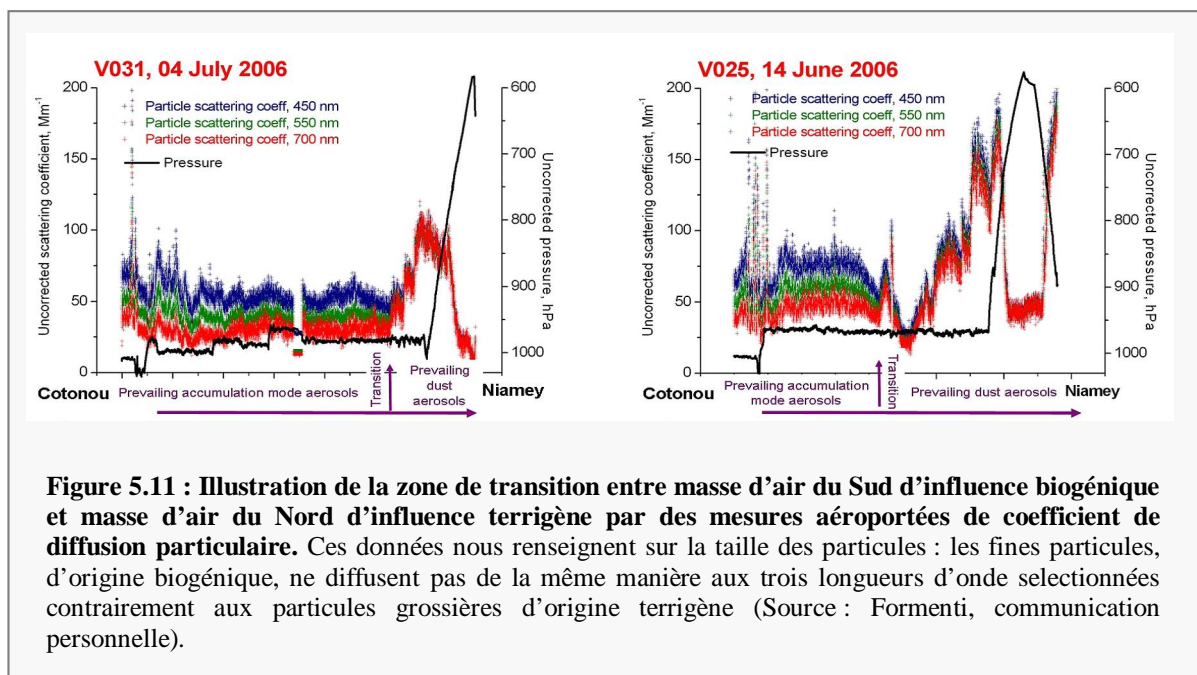 V031, 04 July 2006
200
150
100
50
0
Uncorrected scattering coefficient, Mm⁻¹
Particle scattering coeff, 450 nm
Particle scattering coeff, 550 nm
Particle scattering coeff, 700 nm
Pressure
600
700
800
900
1000
Uncorrected pressure, hPa
Cotonou
Prevailing accumulation mode aerosols
Transition
Prevailing
dust
aerosols
Niamey
V025, 14 June 2006
200
150
100
50
0
Uncorrected scattering coefficient, Mm⁻¹
Particle scattering coeff, 450 nm
Particle scattering coeff, 550 nm
Particle scattering coeff, 700 nm
Pressure
600
700
800
900
1000
Uncorrected pressure, hPa
Cotonou
Prevailing accumulation
mode aerosols
Transition
Prevailing dust aerosols
Niamey
Figure 5.11 : Illustration de la zone de transition entre masse d'air du Sud d'influence biogénique
et masse d'air du Nord d'influence terrigène par des mesures aéroportées de coefficient de
diffusion particulaire. Ces données nous renseignent sur la taille des particules : les fines particules,
d'origine biogénique, ne diffusent pas de la même manière aux trois longueurs d'onde selectionnées
contrairement aux particules grossières d'origine terrigène (Source : Formenti, communication
personnelle).